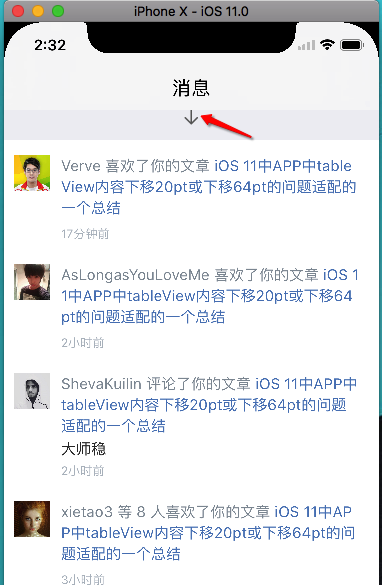 iPhone X - iOS 11.0
2:32
消息
Verve 喜欢了你的文章 iOS 11中APP中table
View内容下移20pt或下移64pt的问题适配的
一个总结
17分钟前
AsLongasYouLoveMe 喜欢了你的文章 iOS 1
1中APP中tableView内容下移20pt或下移64
pt的问题适配的一个总结
2小时前
ShevaKuilin 评论了你的文章 iOS 11中APP中
tableView内容下移20pt或下移64pt的问题
适配的一个总结
大师稳
2小时前
xietao3 等 8 人喜欢了你的文章 iOS 11中AP
P中tableView内容下移20pt或下移64pt的问
题适配的一个总结
3小时前